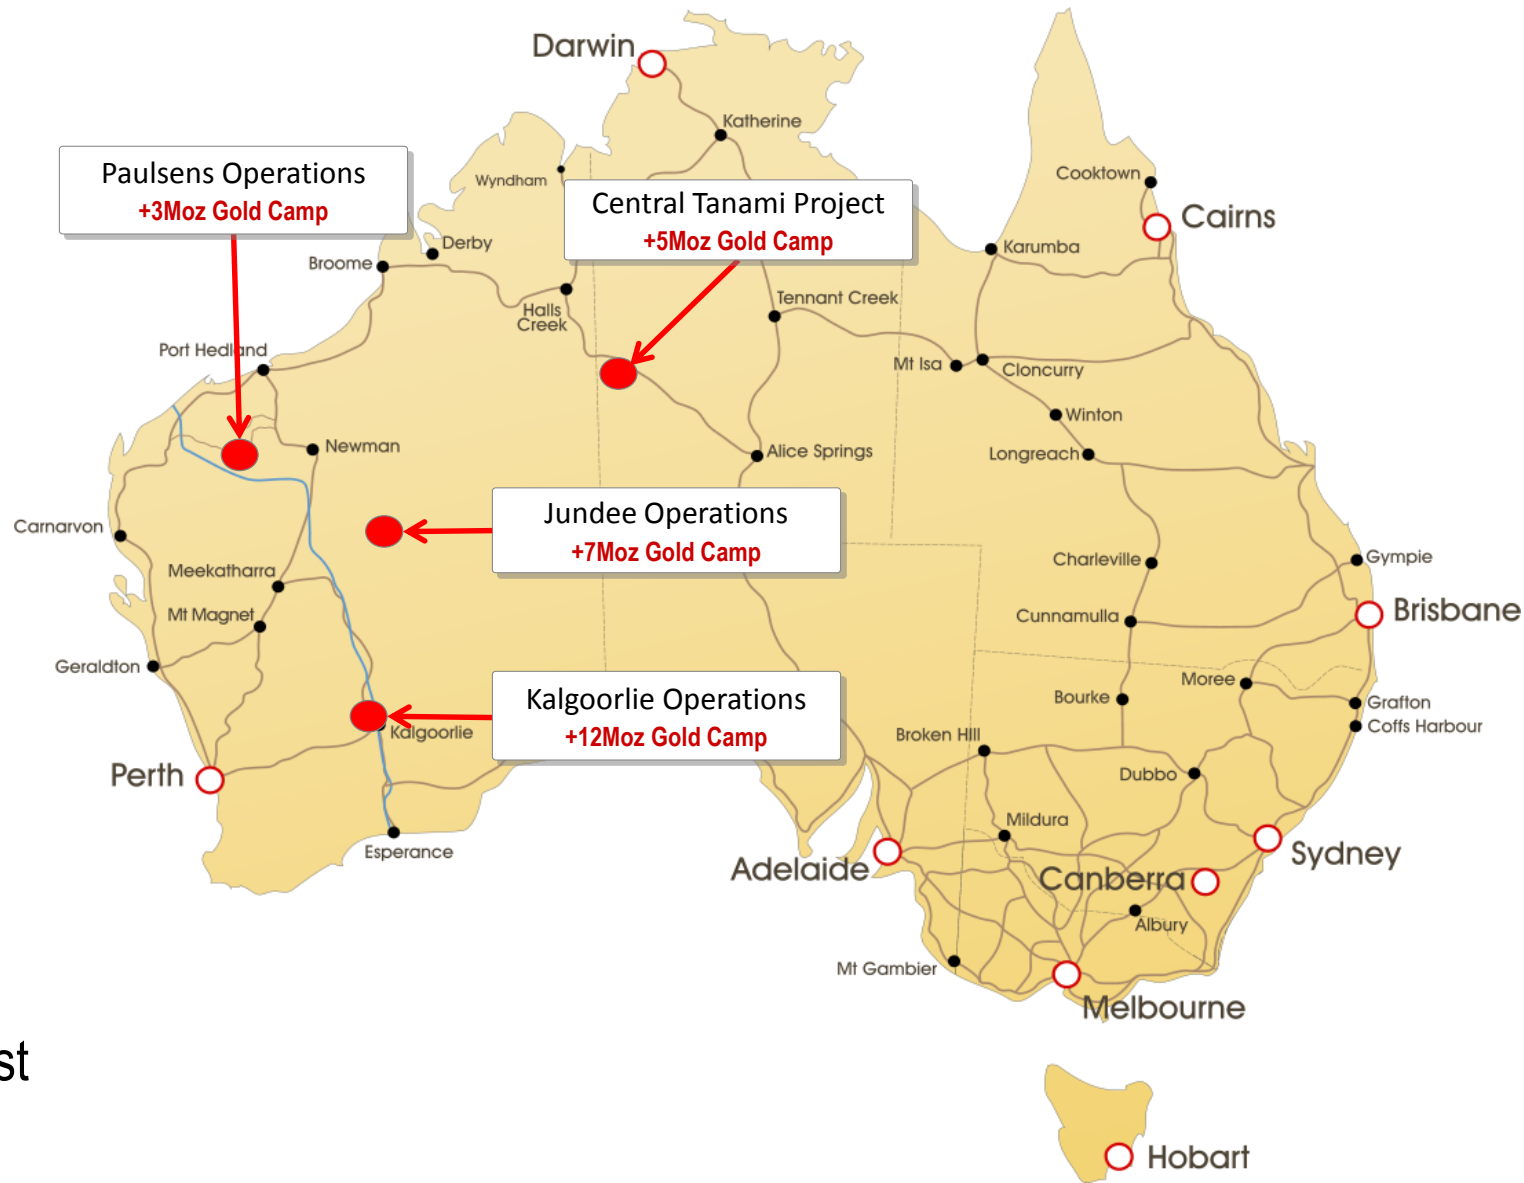 Darwin
Katherine
Cooktown
Wyndham
Paulsens Operations
+3Moz Gold Camp
Central Tanami Project
+5Moz Gold Camp
Cairns
Derby
Karumba
Broome
Tennant Creek
Halls
Creek
Port Hedland
Mt Isa
Cloncurry
Winton
Newman
Alice Springs
Longreach
Jundee Operations
+7Moz Gold Camp
Carnarvon
Charleville
Gympie
Meekatharra
Mt Magnet
Cunnamulla
Brisbane
Geraldton
Moree
Kalgoorlie Operations
+12Moz Gold Camp
Bourke
Grafton
Coffs Harbour
Kalgoorlie
Broken Hill
Perth
Dubbo
Mildura
Esperance
Sydney
Adelaide
Canberra
Albury
Mt Gambier
Melbourne
st
Hobart